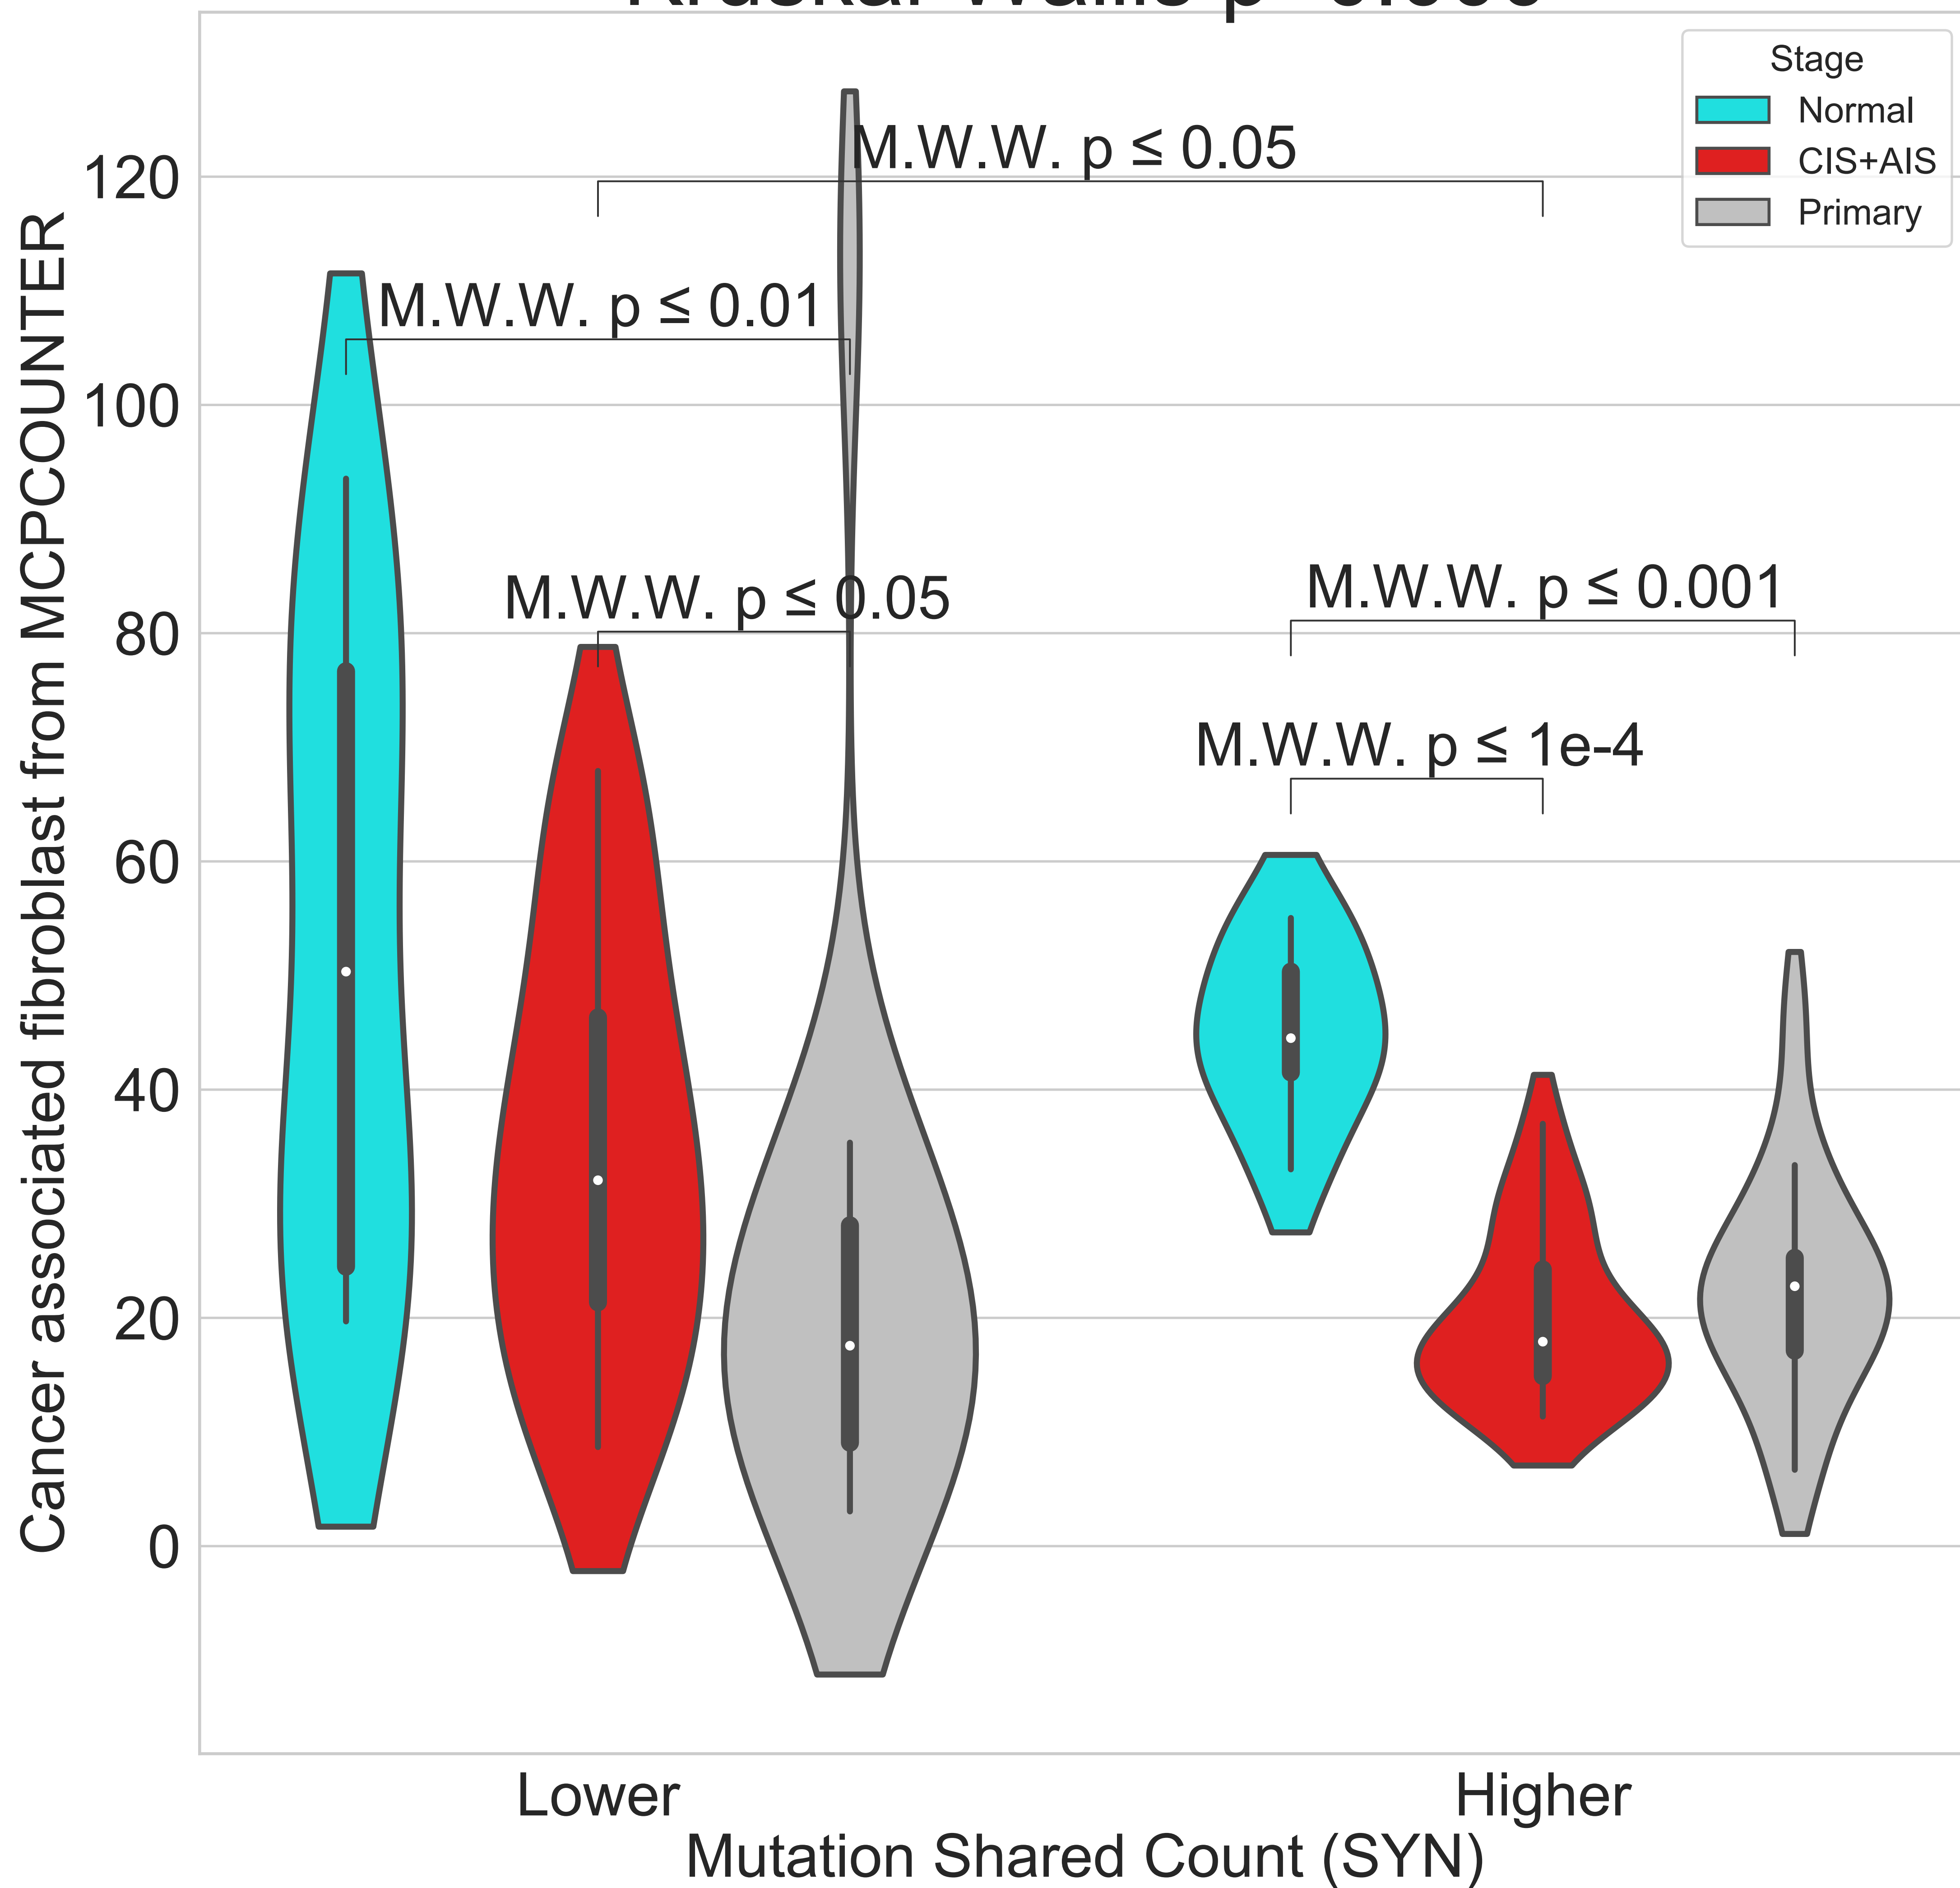 Stage
Normal
CIS+AIS
Primary
M.W.W. p ≤ 0.05
M.W.W. p ≤ 0.01
M.W.W. p ≤ 0.05
M.W.W. p ≤ 0.001
M.W.W. p ≤ 1e-4
Cancer associated fibroblast from MCPCOUNTER
120
100
80
60
40
20
0
Lower
Higher
Mutation Shared Count (SYN)